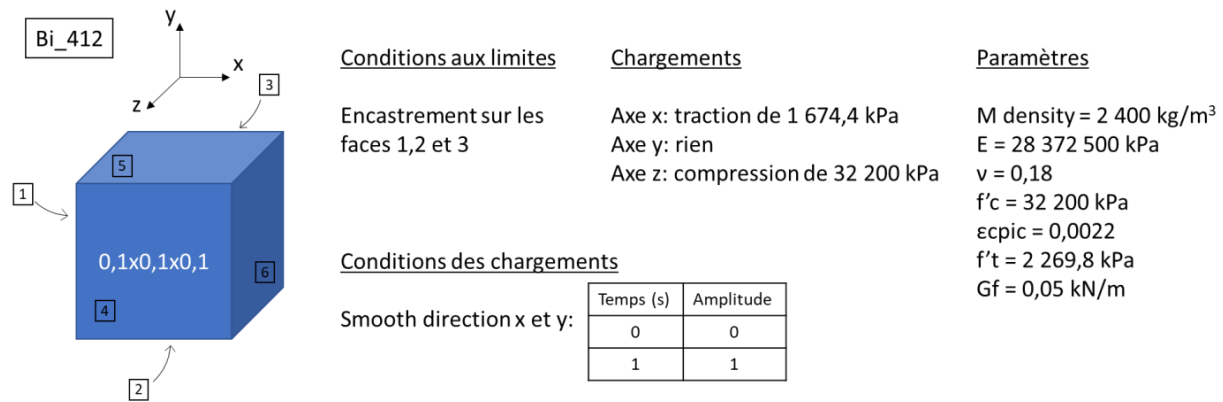 Bi_412
y
x
z
3
5
1
0,1x0,1x0,1
6
4
2
Conditions aux limites
Encastrement sur les
faces 1,2 et 3
Chargements
Axe x: traction de 1 674,4 kPa
Axe y: rien
Axe z: compression de 32 200 kPa
Paramètres
M density = 2 400 kg/m³
E = 28 372 500 kPa
ν = 0,18
f'c = 32 200 kPa
εcpic = 0,0022
f't = 2 269,8 kPa
Gf = 0,05 kN/m
Conditions des chargements
Smooth direction x et y:
Temps (s) Amplitude
0 0
1 1